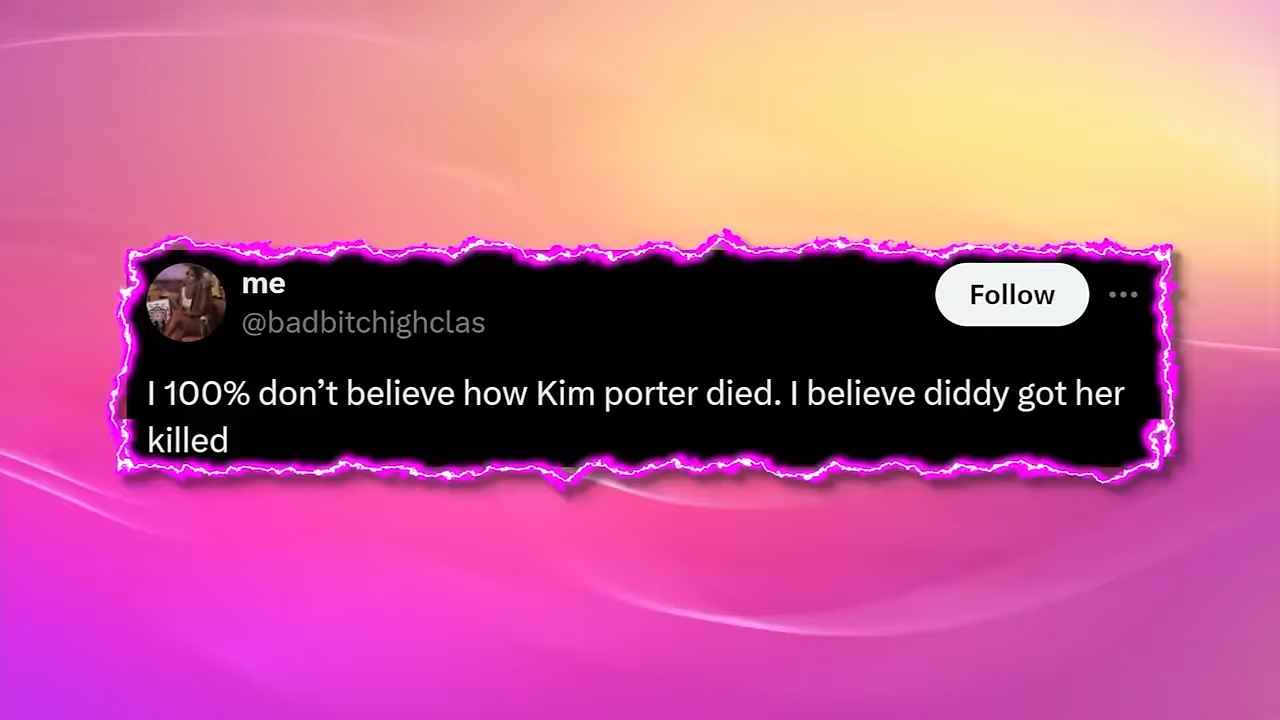 me
Follow
@badbitchighclas
I 100% don’t believe how Kim porter died. I believe diddy got her
killed